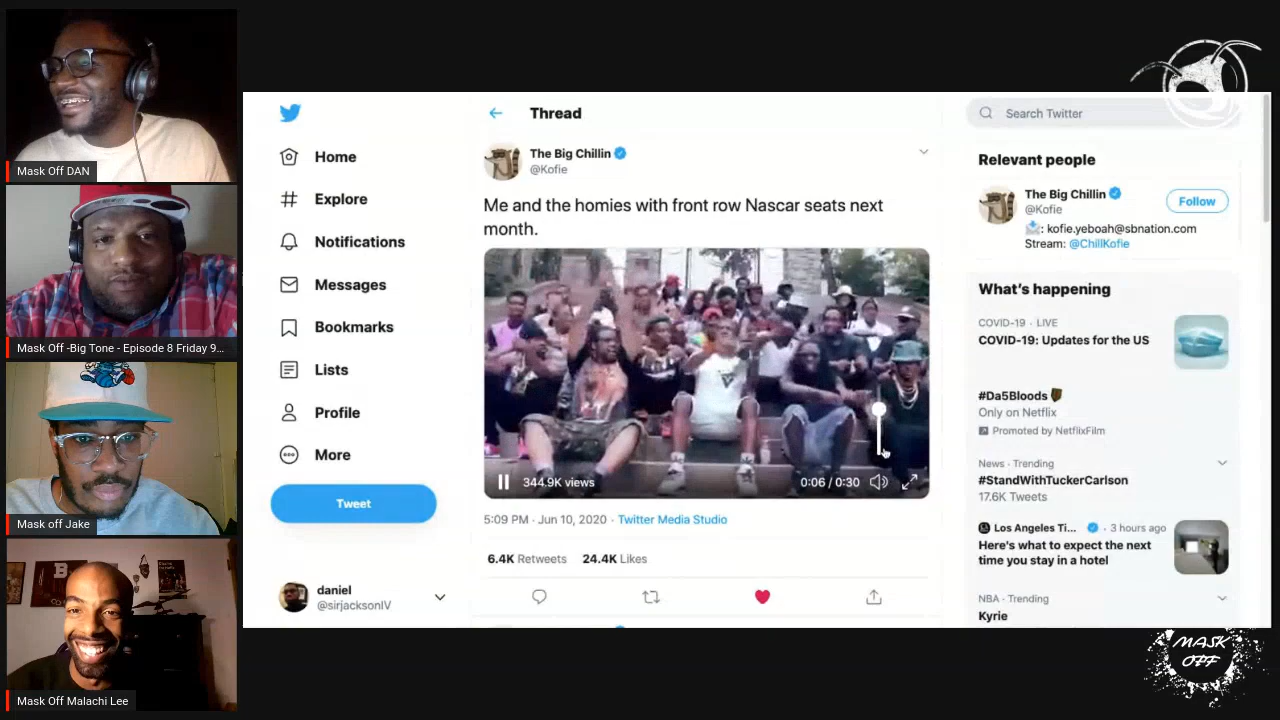 Mask Off DAN
Mask Off -Big Tone - Episode 8 Friday 9...
Mask off Jake
Mask Off Malachi Lee
Home
Explore
Notifications
Messages
Bookmarks
Lists
Profile
More
Tweet
daniel
@sirjacksonIV
Thread
The Big Chillin
@Kofie
Me and the homies with front row Nascar seats next
month.
344.9K views
0:06 / 0:30
5:09 PM · Jun 10, 2020 · Twitter Media Studio
6.4K Retweets 24.4K Likes
Search Twitter
Relevant people
The Big Chillin
@Kofie
Follow
: kofie.yeboah@sbnation.com
Stream: @ChillKofie
What's happening
COVID-19 · LIVE
COVID-19: Updates for the US
#Da5Bloods
Only on Netflix
Promoted by NetflixFilm
News · Trending
#StandWithTuckerCarlson
17.6K Tweets
Los Angeles Ti... · 3 hours ago
Here's what to expect the next
time you stay in a hotel
NBA · Trending
Kyrie
MASK
OFF